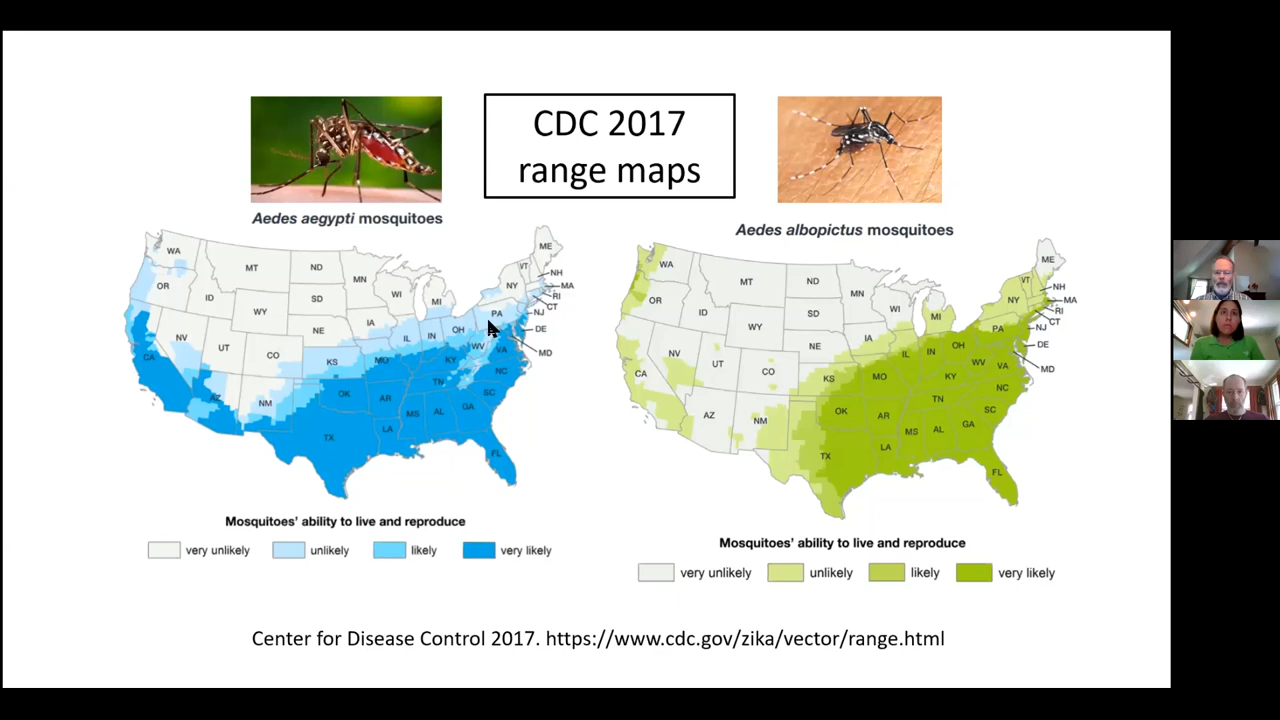 CDC 2017
range maps
Aedes aegypti mosquitoes
WA
MT
ND
MN
OR
ID
SD
WI
MI
WY
NE
IA
NV
UT
CO
CA
AZ
NM
KS
MO
IL
IN
OH
PA
NY
VT
ME
NH
MA
RI
CT
NJ
DE
MD
WV
VA
KY
TN
NC
SC
OK
AR
MS
AL
GA
LA
TX
FL
Mosquitoes' ability to live and reproduce
very unlikely unlikely likely very likely
Aedes albopictus mosquitoes
WA
MT
ND
MN
OR
ID
SD
WI
MI
WY
NE
IA
NV
UT
CO
CA
AZ
NM
KS
MO
IL
IN
OH
PA
NY
VT
ME
NH
MA
RI
CT
NJ
DE
MD
WV
VA
KY
TN
NC
SC
OK
AR
MS
AL
GA
LA
TX
FL
Mosquitoes' ability to live and reproduce
very unlikely unlikely likely very likely
Center for Disease Control 2017. https://www.cdc.gov/zika/vector/range.html